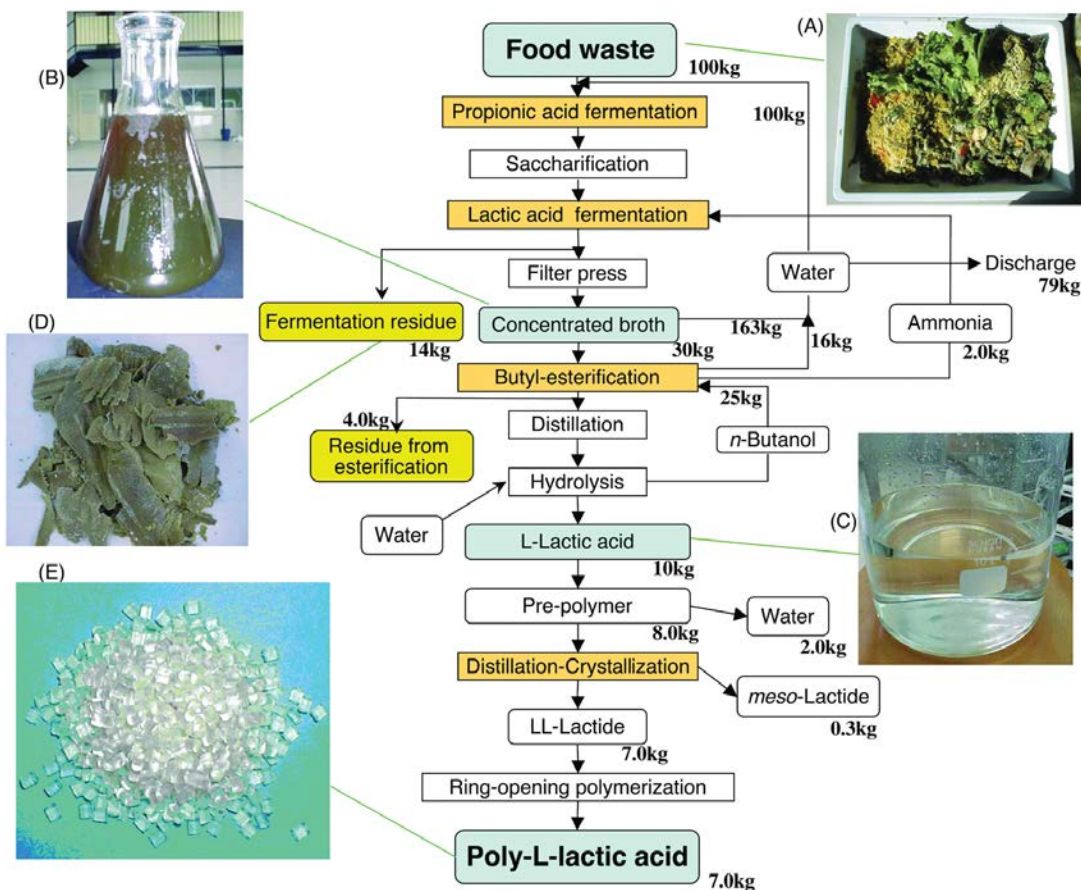 (A)
Food waste
100kg
(B)
Propionic acid fermentation
100kg
Saccharification
Lactic acid fermentation
Filter press
Water
Discharge
79kg
Fermentation residue
14kg
Concentrated broth
30kg
163kg
16kg
Ammonia
2.0kg
(D)
Butyl-esterification
25kg
4.0kg
Residue from
esterification
Distillation
n-Butanol
Hydrolysis
Water
(C)
L-Lactic acid
10kg
(E)
Pre-polymer
8.0kg
Water
2.0kg
Distillation-Crystallization
meso-Lactide
0.3kg
LL-Lactide
7.0kg
Ring-opening polymerization
Poly-L-lactic acid
7.0kg